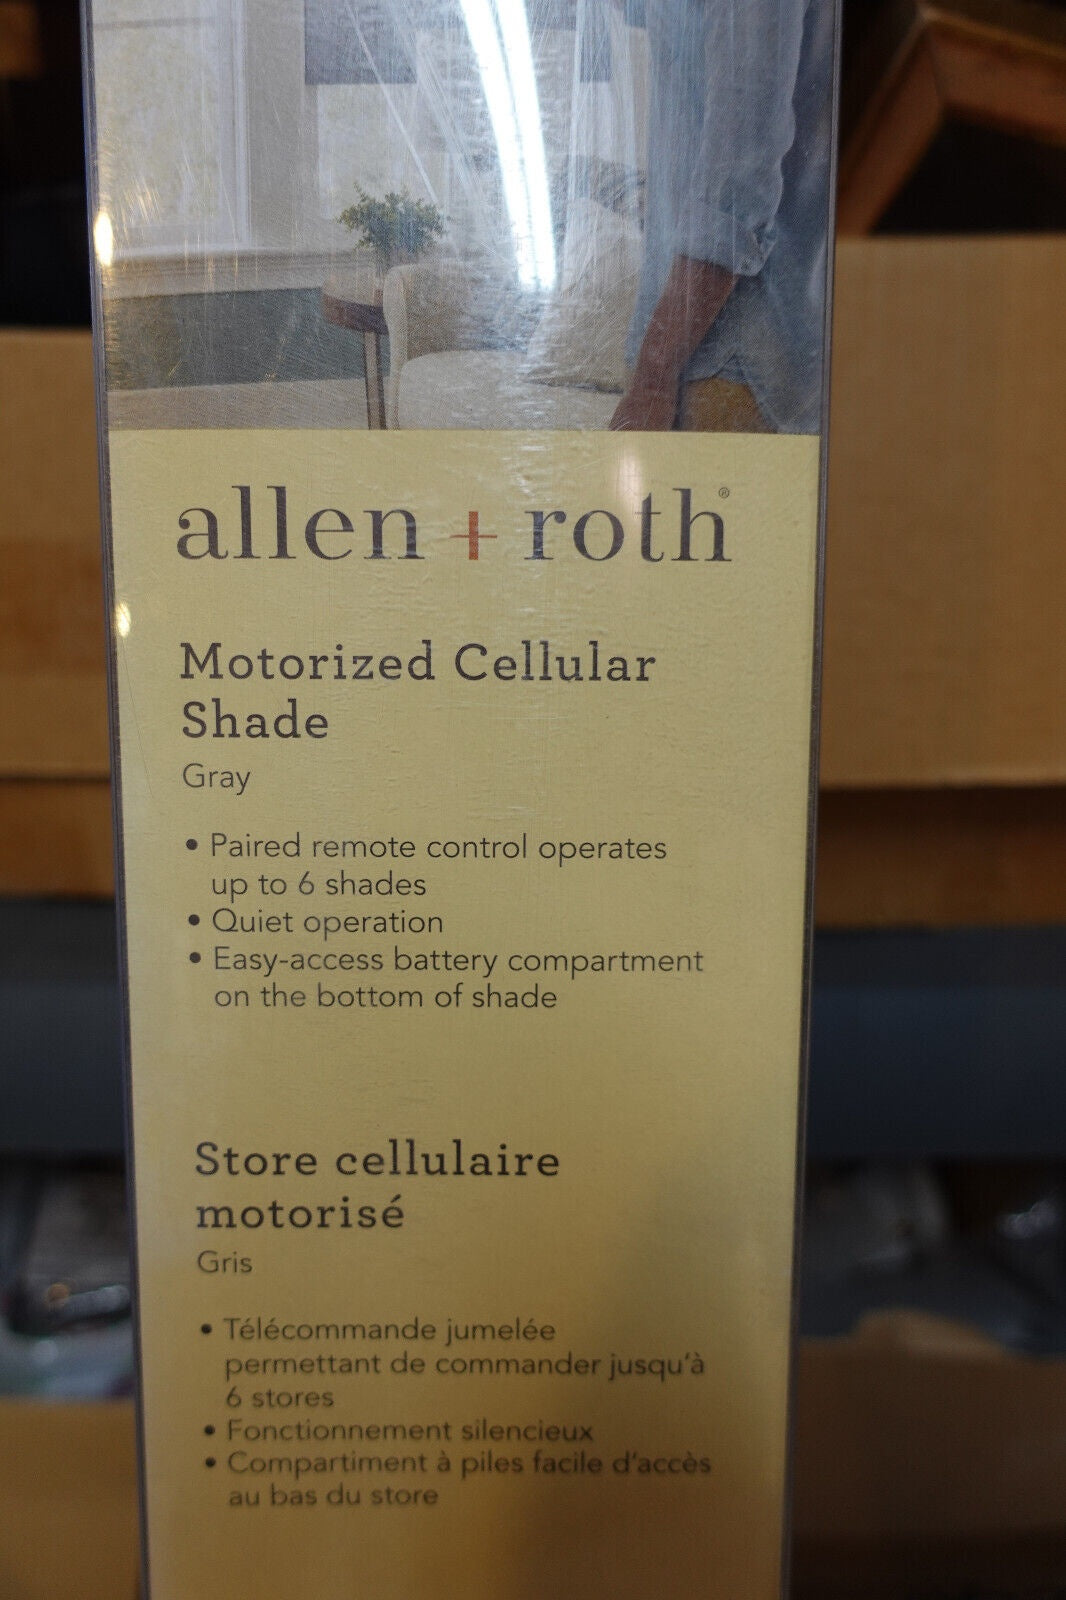 allen + roth®
Motorized Cellular
Shade
Gray
• Paired remote control operates
up to 6 shades
• Quiet operation
• Easy-access battery compartment
on the bottom of shade
Store cellulaire
motorisé
Gris
• Télécommande jumelée
permettant de commander jusqu'à
6 stores
• Fonctionnement silencieux
• Compartiment à piles facile d'accès
au bas du store